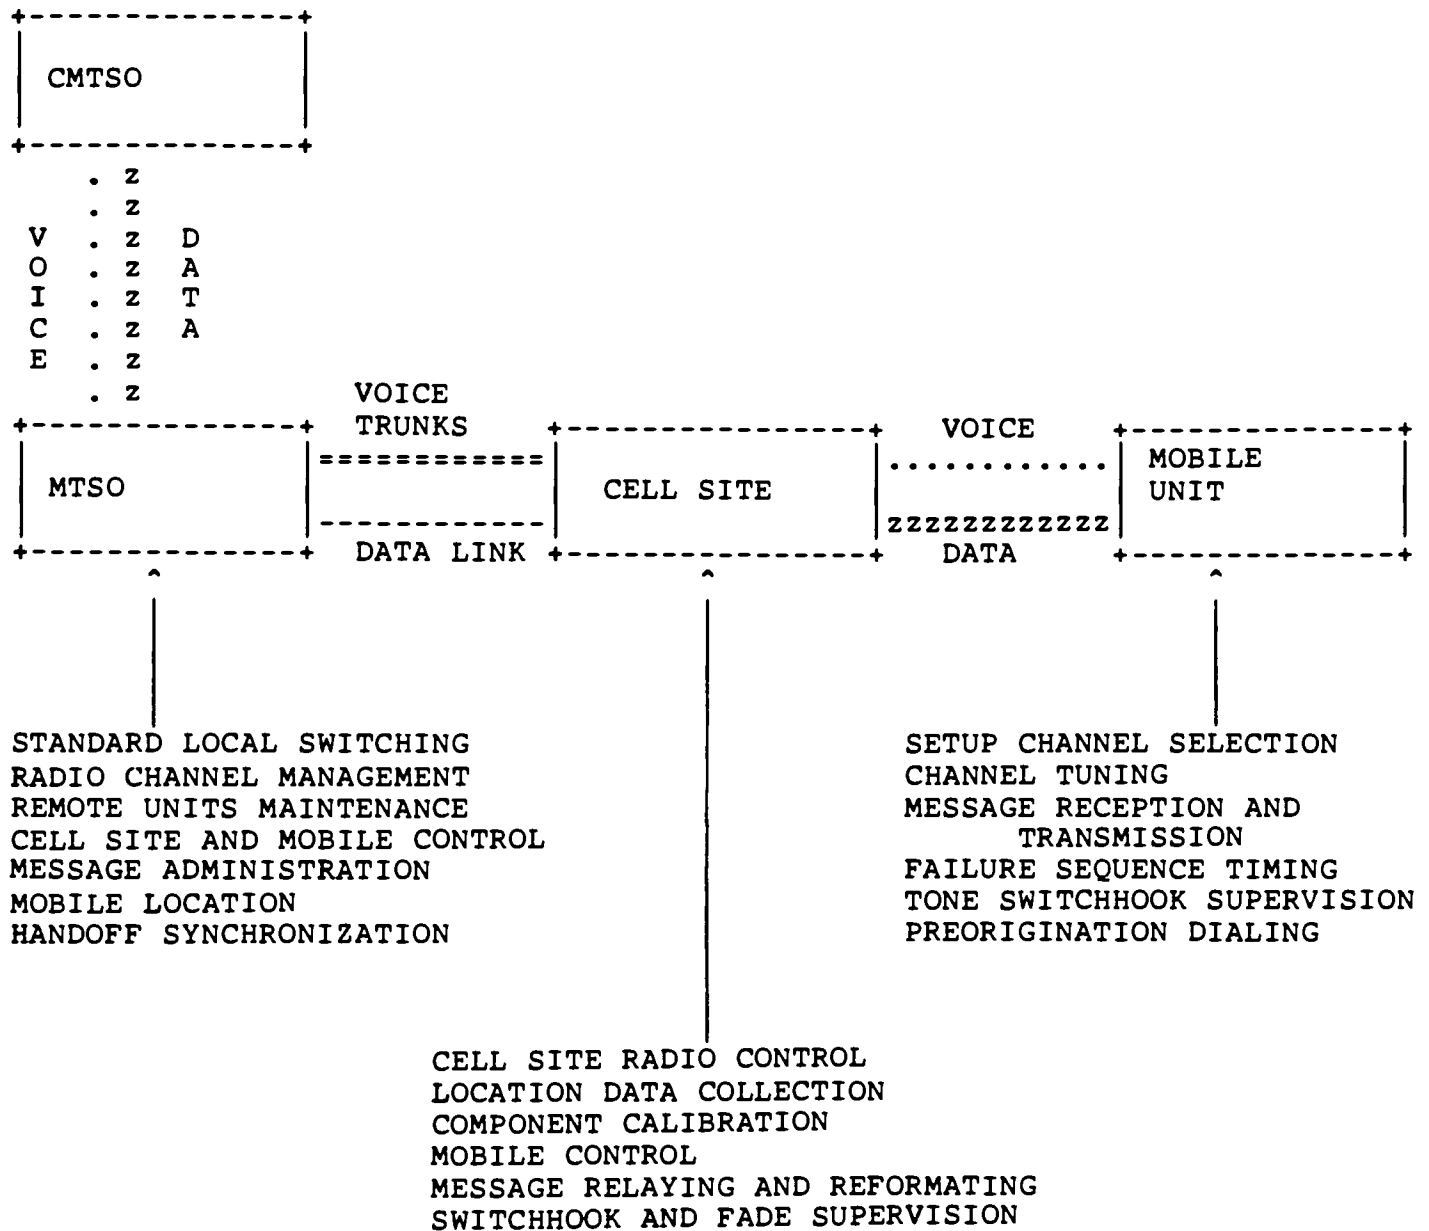 CMTSO
VOICE
DATA
VOICE
TRUNKS
MTSO
DATA LINK
CELL SITE
VOICE
DATA
MOBILE
UNIT
STANDARD LOCAL SWITCHING
RADIO CHANNEL MANAGEMENT
REMOTE UNITS MAINTENANCE
CELL SITE AND MOBILE CONTROL
MESSAGE ADMINISTRATION
MOBILE LOCATION
HANDOFF SYNCHRONIZATION
SETUP CHANNEL SELECTION
CHANNEL TUNING
MESSAGE RECEPTION AND
TRANSMISSION
FAILURE SEQUENCE TIMING
TONE SWITCHHOOK SUPERVISION
PREORIGINATION DIALING
CELL SITE RADIO CONTROL
LOCATION DATA COLLECTION
COMPONENT CALIBRATION
MOBILE CONTROL
MESSAGE RELAYING AND REFORMATING
SWITCHHOOK AND FADE SUPERVISION